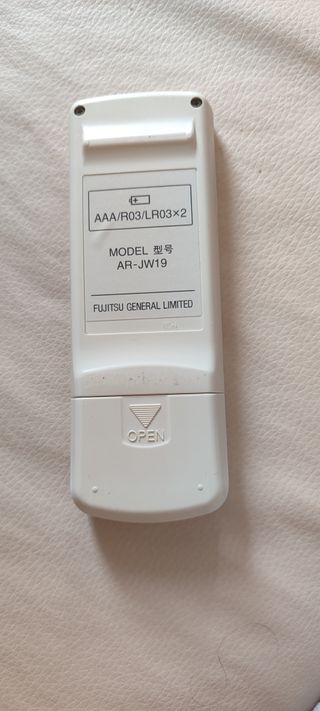 AAA/R03/LR03×2
MODEL 型号
AR-JW19
FUJITSU GENERAL LIMITED
OPEN